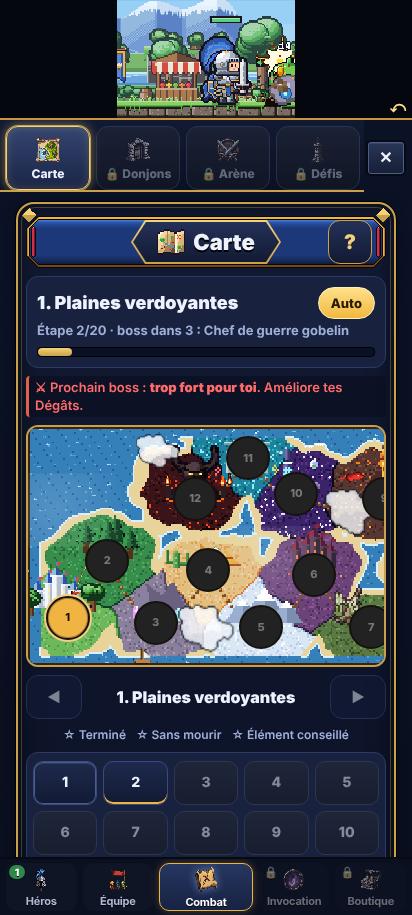 Carte
Donjons
Arène
Défis
✕
Carte
?
1. Plaines verdoyantes
Auto
Étape 2/20 · boss dans 3 : Chef de guerre gobelin
⚔ Prochain boss : trop fort pour toi. Améliore tes
Dégâts.
11
12
10
9
2
4
6
1
3
5
7
◀ 1. Plaines verdoyantes ▶
☆ Terminé ☆ Sans mourir ☆ Élément conseillé
1 2 3 4 5
6 7 8 9 10
1
Héros
Équipe
Combat
Invocation
Boutique